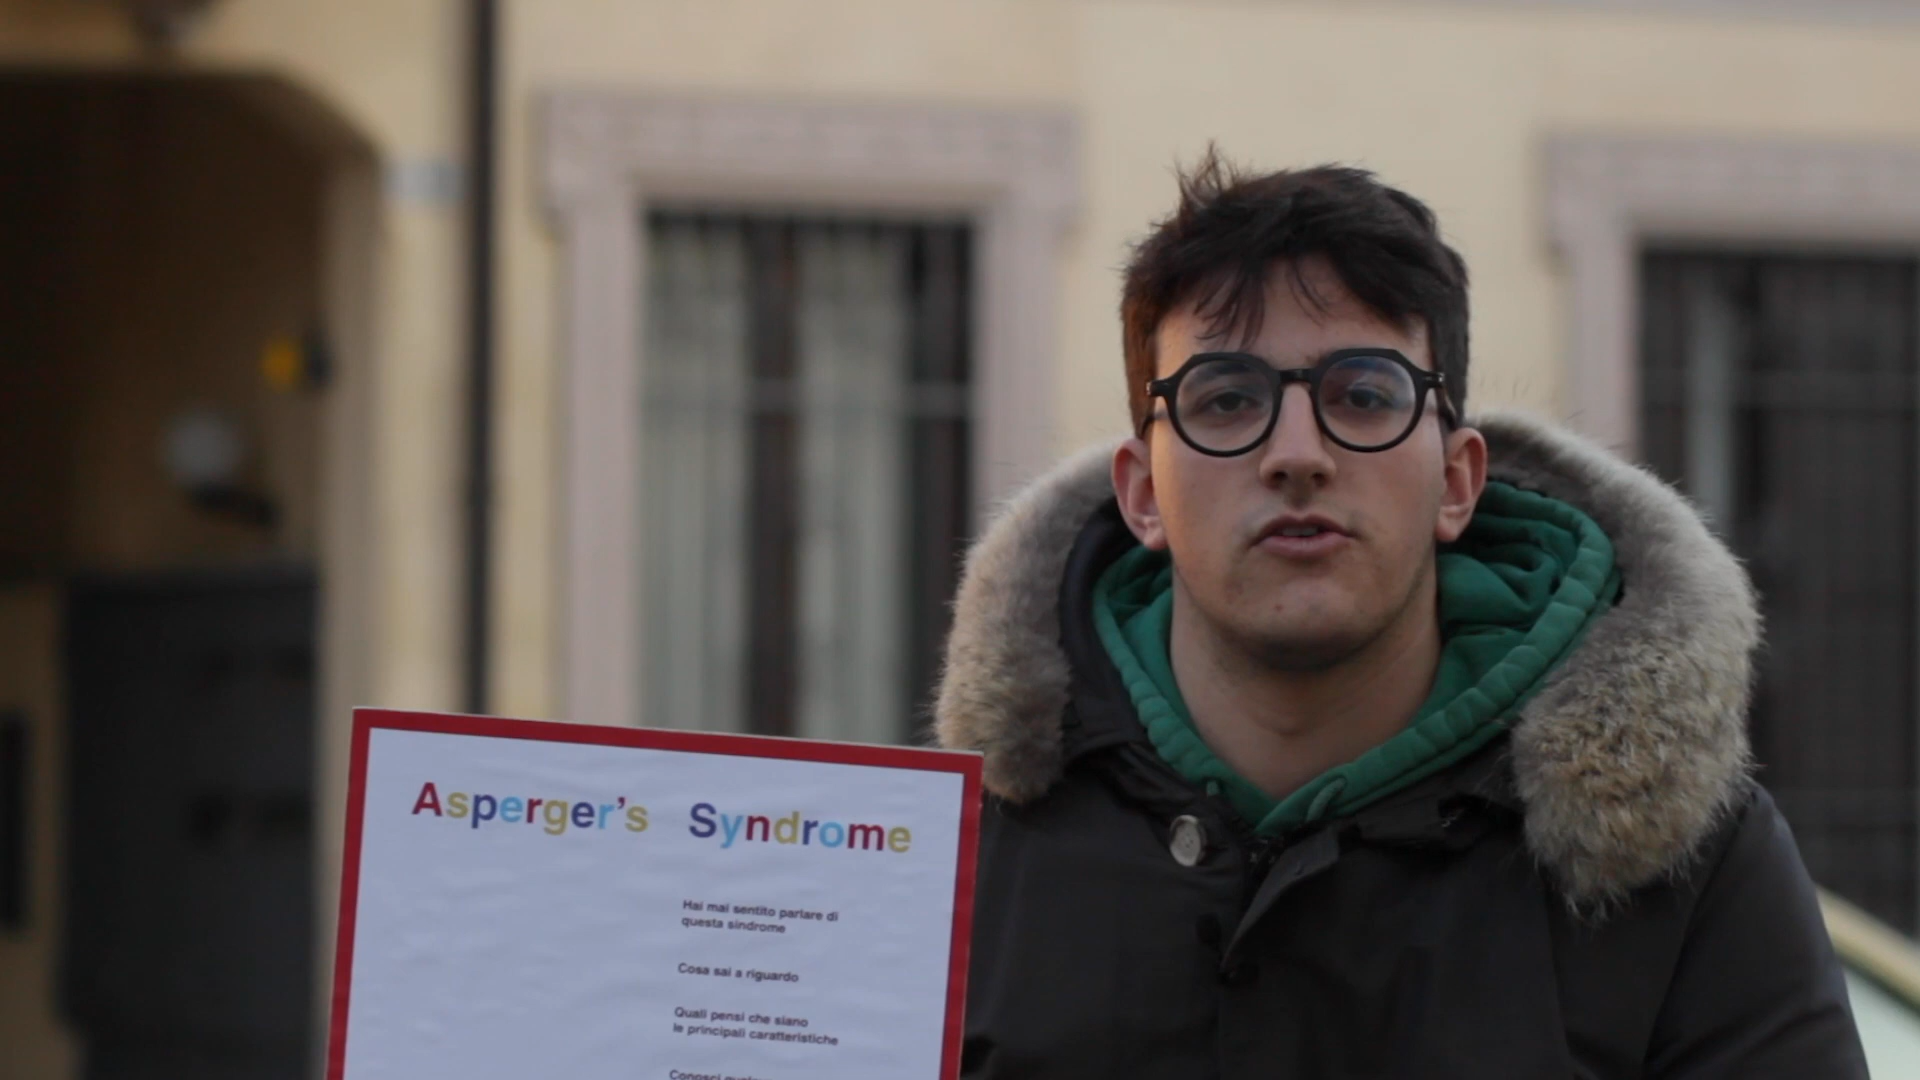 Asperger's Syndrome
Hai mai sentito parlare di
questa sindrome
Cosa sai a riguardo
Quali pensi che siano
le principali caratteristiche
Conosci